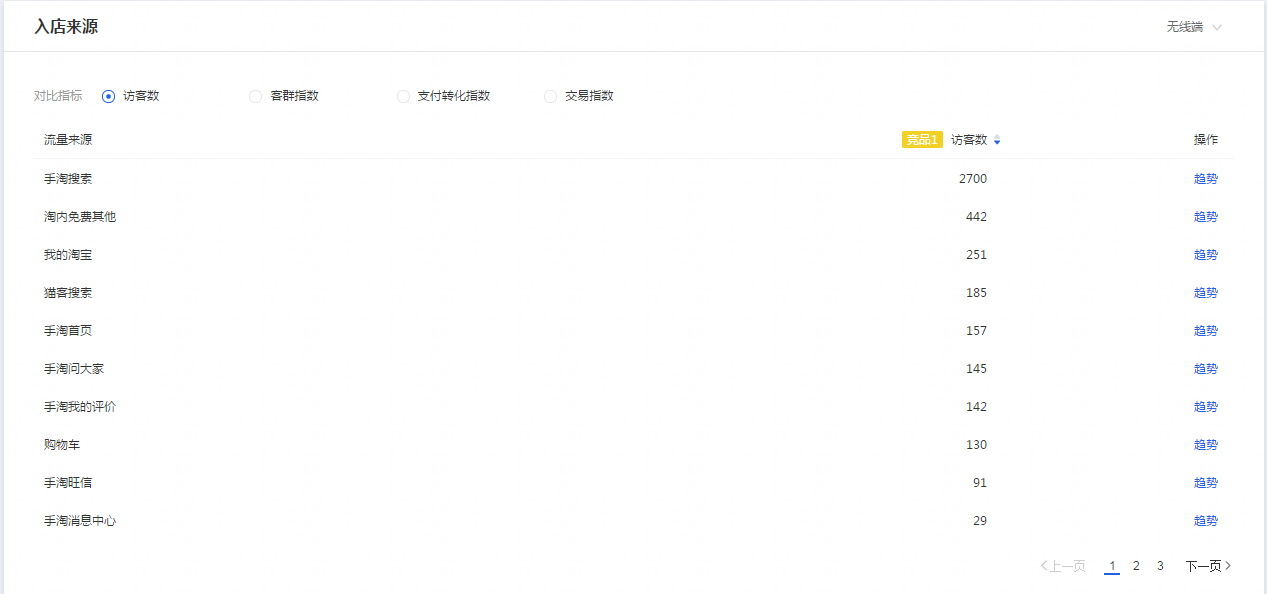 入店来源 无线端
对比指标 访客数 客群指数 支付转化指数 交易指数
流量来源 竞品1 访客数 操作
手淘搜索 2700 趋势
淘内免费其他 442 趋势
我的淘宝 251 趋势
猫客搜索 185 趋势
手淘首页 157 趋势
手淘问大家 145 趋势
手淘我的评价 142 趋势
购物车 130 趋势
手淘旺信 91 趋势
手淘消息中心 29 趋势
上一页 1 2 3 下一页